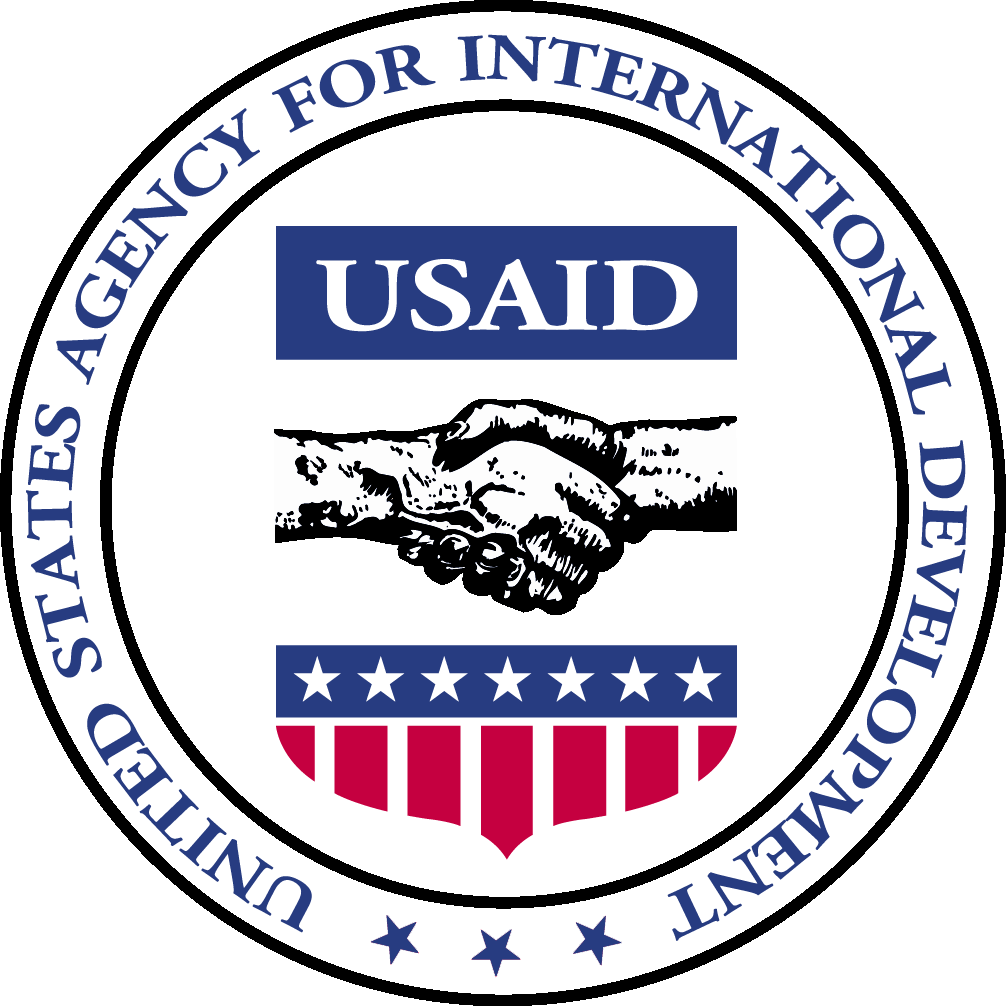 UNITED STATES AGENCY FOR INTERNATIONAL DEVELOPMENT
USAID